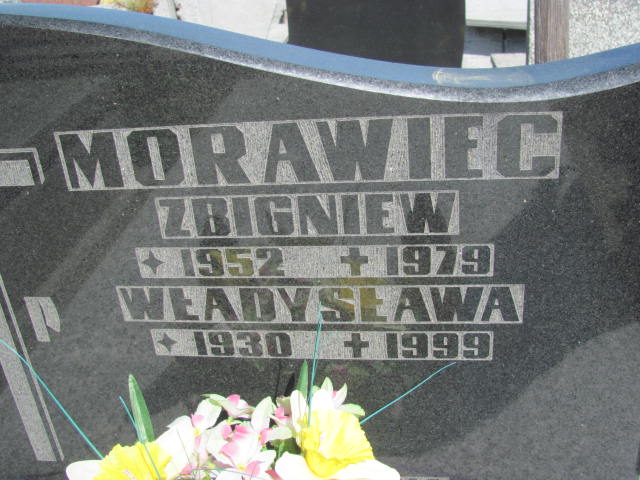 MORAWIEC
ZBIGNIEW
✦ 1952 ✝ 1979
WŁADYSŁAWA
✦ 1930 ✝ 1999